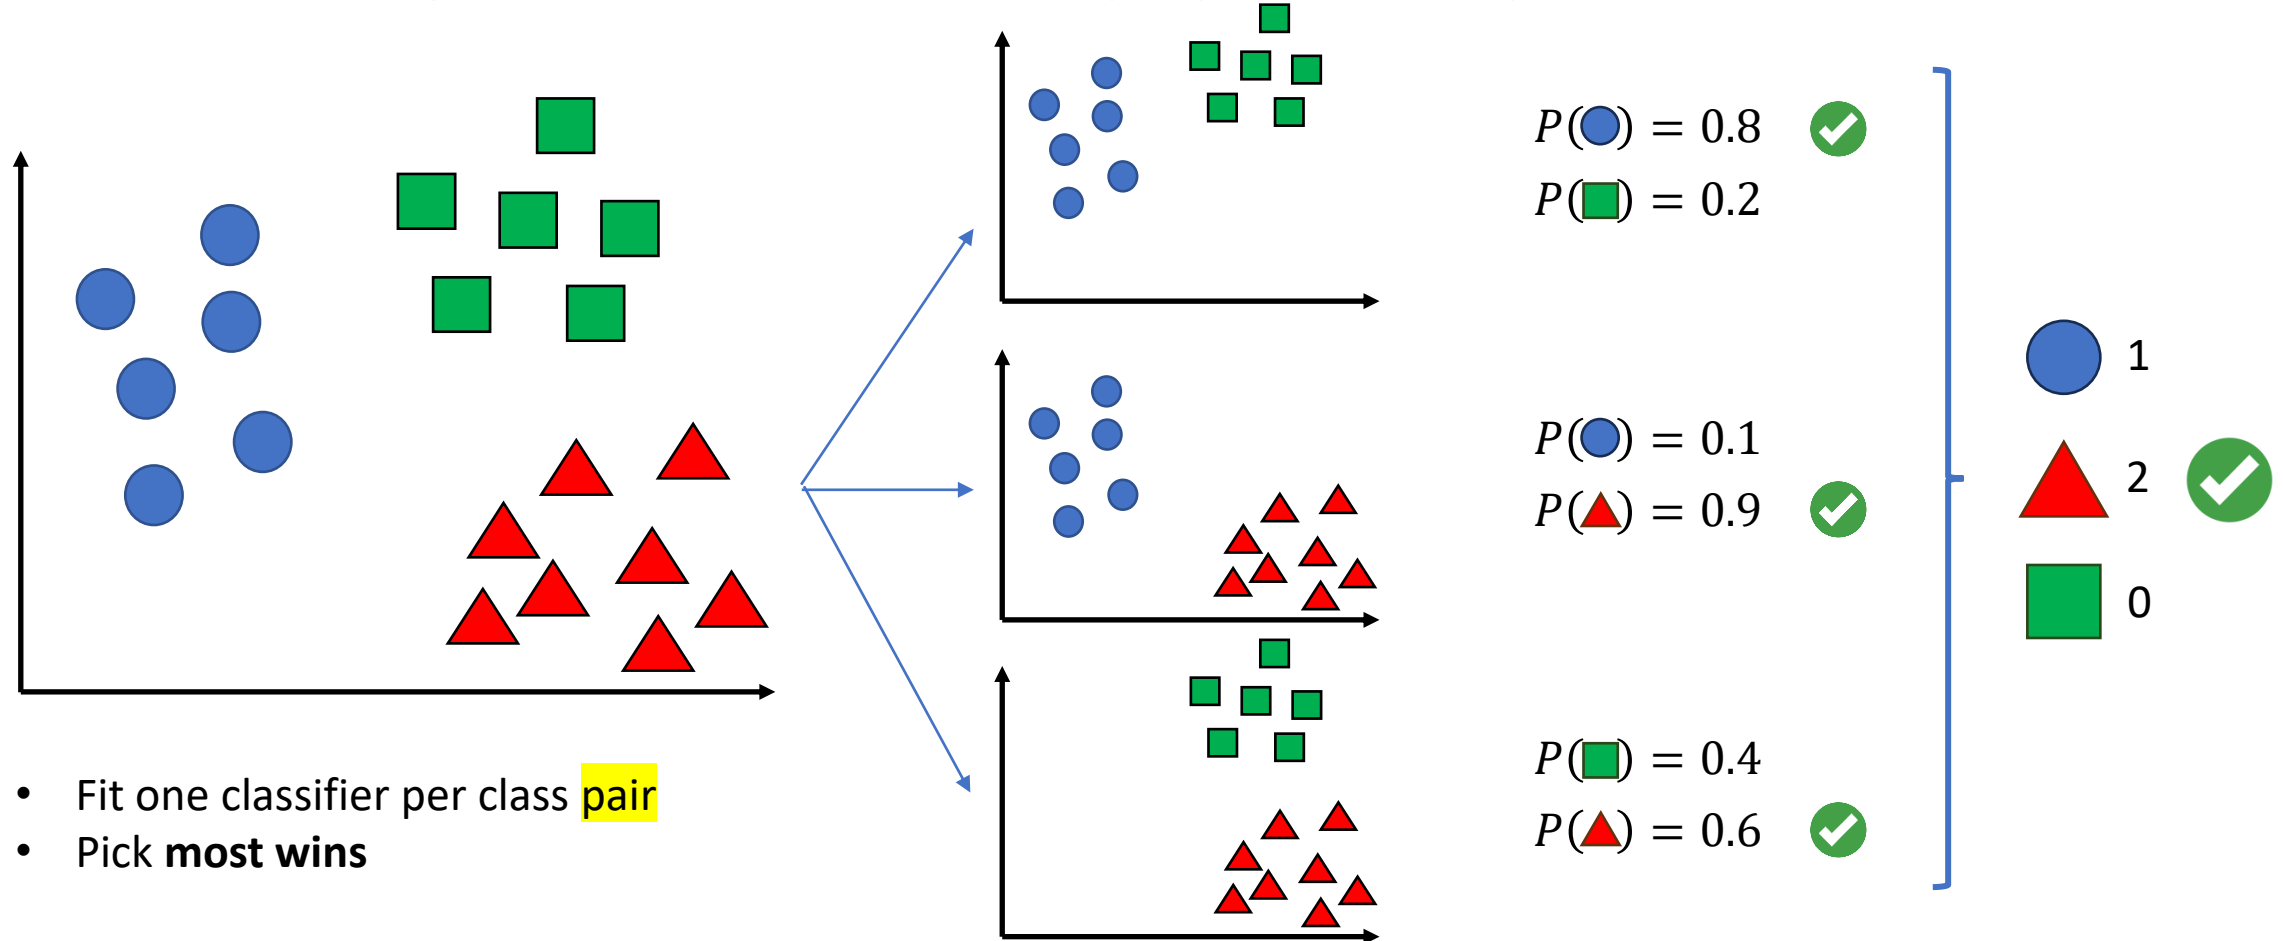 P(🔵) = 0.8
P(🟩) = 0.2
P(🔵) = 0.1
P(🔺) = 0.9
P(🟩) = 0.4
P(🔺) = 0.6
1
2
0
• Fit one classifier per class pair
• Pick most wins